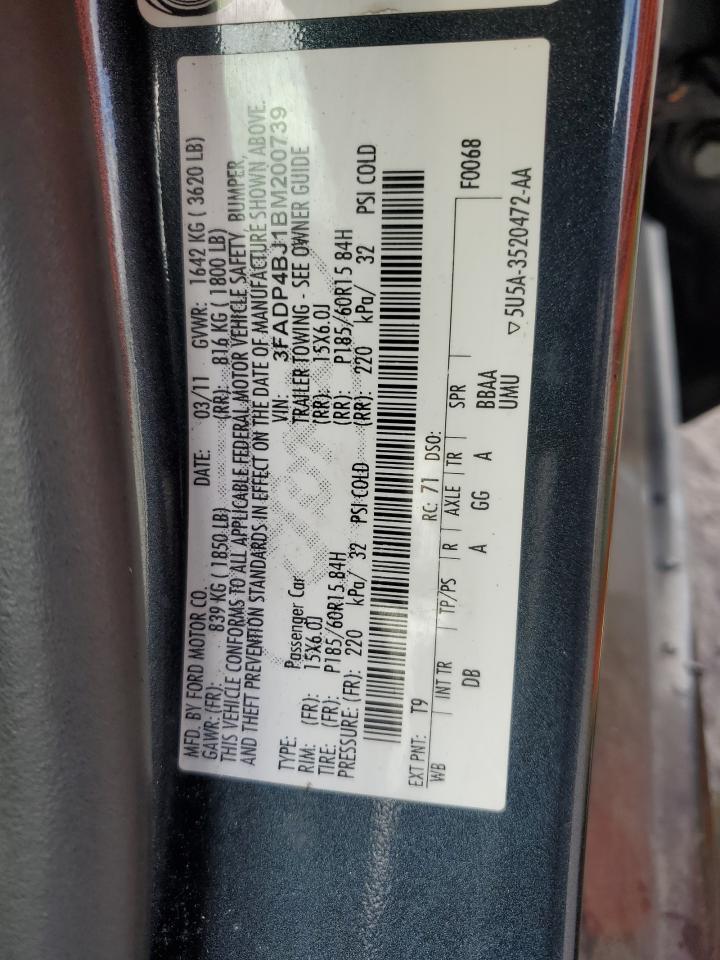 MFD. BY FORD MOTOR CO.
DATE: 03/11 GVWR: 1642 KG ( 3620 LB)
GAWR: (FR): 839 KG ( 1850 LB) (RR): 816 KG ( 1800 LB)
THIS VEHICLE CONFORMS TO ALL APPLICABLE FEDERAL MOTOR VEHICLE SAFETY, BUMPER,
AND THEFT PREVENTION STANDARDS IN EFFECT ON THE DATE OF MANUFACTURE SHOWN ABOVE.
VIN: 3FADP4BJ1BM200739
TYPE: Passenger Car TRAILER TOWING - SEE OWNER GUIDE
RIM: (FR): 15X6.0J (RR): 15X6.0J
TIRE: (FR): P185/60R15 84H (RR): P185/60R15 84H
PRESSURE: (FR): 220 kPa/ 32 PSI COLD (RR): 220 kPa/ 32 PSI COLD
EXT PNT: T9 RC: 71 DSO: F0068
WB INT TR TP/PS R AXLE TR SPR
DB A GG A BBAA
UMU
▽5U5A-3520472-AA